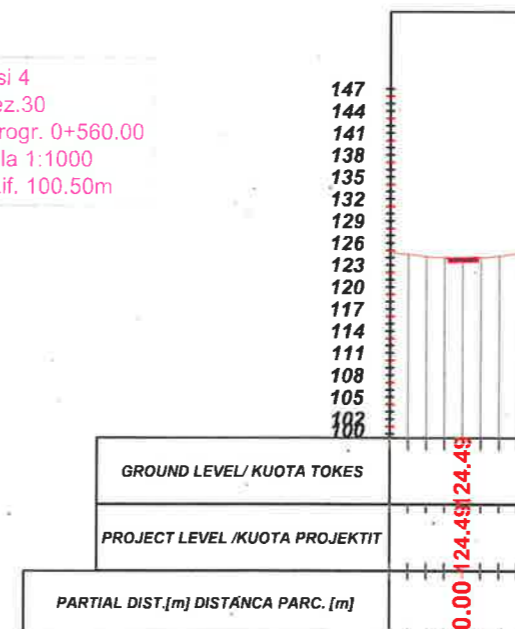 si 4
ez.30
rogr. 0+560.00
la 1:1000
if. 100.50m
147
144
141
138
135
132
129
126
123
120
117
114
111
108
105
102
100
GROUND LEVEL/ KUOTA TOKES
124.49
PROJECT LEVEL /KUOTA PROJEKTIT
124.49
PARTIAL DIST.[m] DISTANCA PARC. [m]
0.00